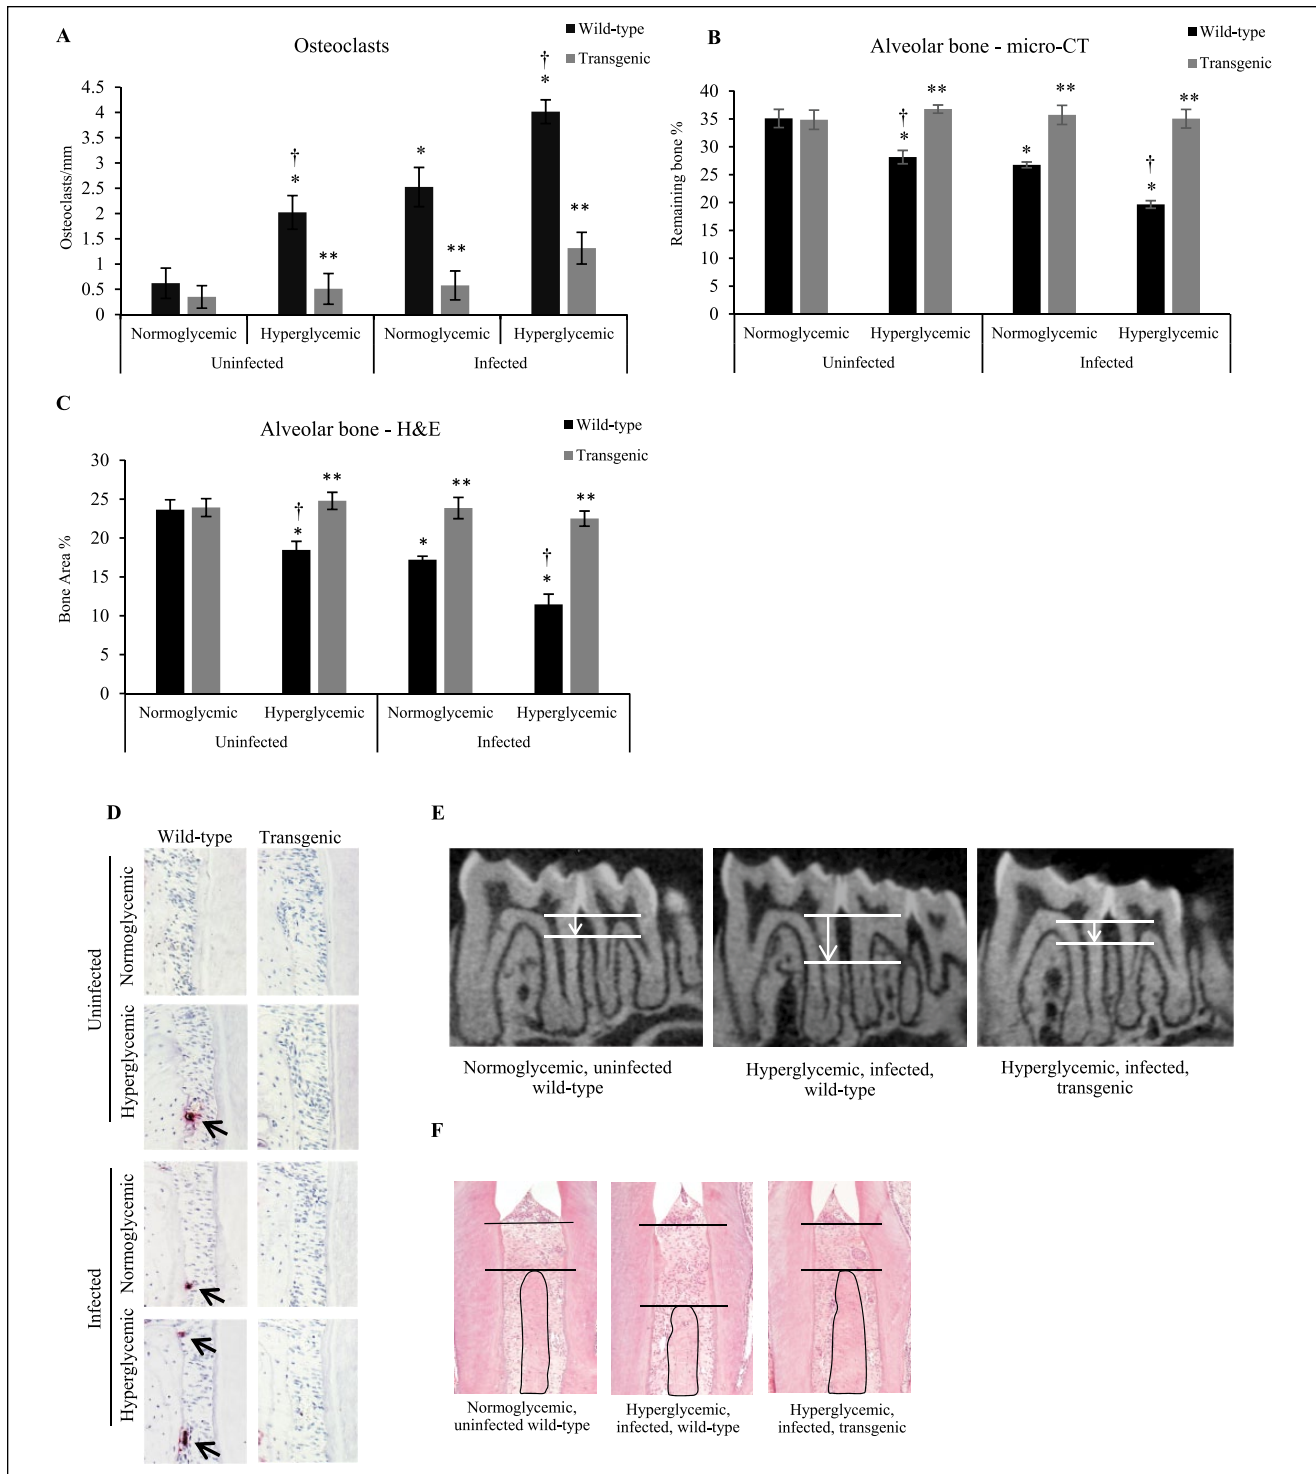 A
Osteoclasts
Wild-type
Transgenic
Osteoclasts/mm
4.5
4
3.5
3
2.5
2
1.5
1
0.5
0
†
*
**
*
**
†
*
**
Normoglycemic
Hyperglycemic
Normoglycemic
Hyperglycemic
Uninfected
Infected
B
Alveolar bone - micro-CT
Wild-type
Transgenic
Remaining bone %
40
35
30
25
20
15
10
5
0
†
*
**
*
**
†
*
**
Normoglycemic
Hyperglycemic
Normoglycemic
Hyperglycemic
Uninfected
Infected
C
Alveolar bone - H&E
Wild-type
Transgenic
Bone Area %
30
25
20
15
10
5
0
†
*
**
*
**
†
*
**
Normoglycmic
Hyperglycemic
Normoglycemic
Hyperglycemic
Uninfected
Infected
D
Wild-type
Transgenic
Uninfected
Normoglycemic
Hyperglycemic
Infected
Normoglycemic
Hyperglycemic
E
Normoglycemic, uninfected
wild-type
Hyperglycemic, infected,
wild-type
Hyperglycemic, infected,
transgenic
F
Normoglycemic,
uninfected wild-type
Hyperglycemic,
infected, wild-type
Hyperglycemic,
infected, transgenic